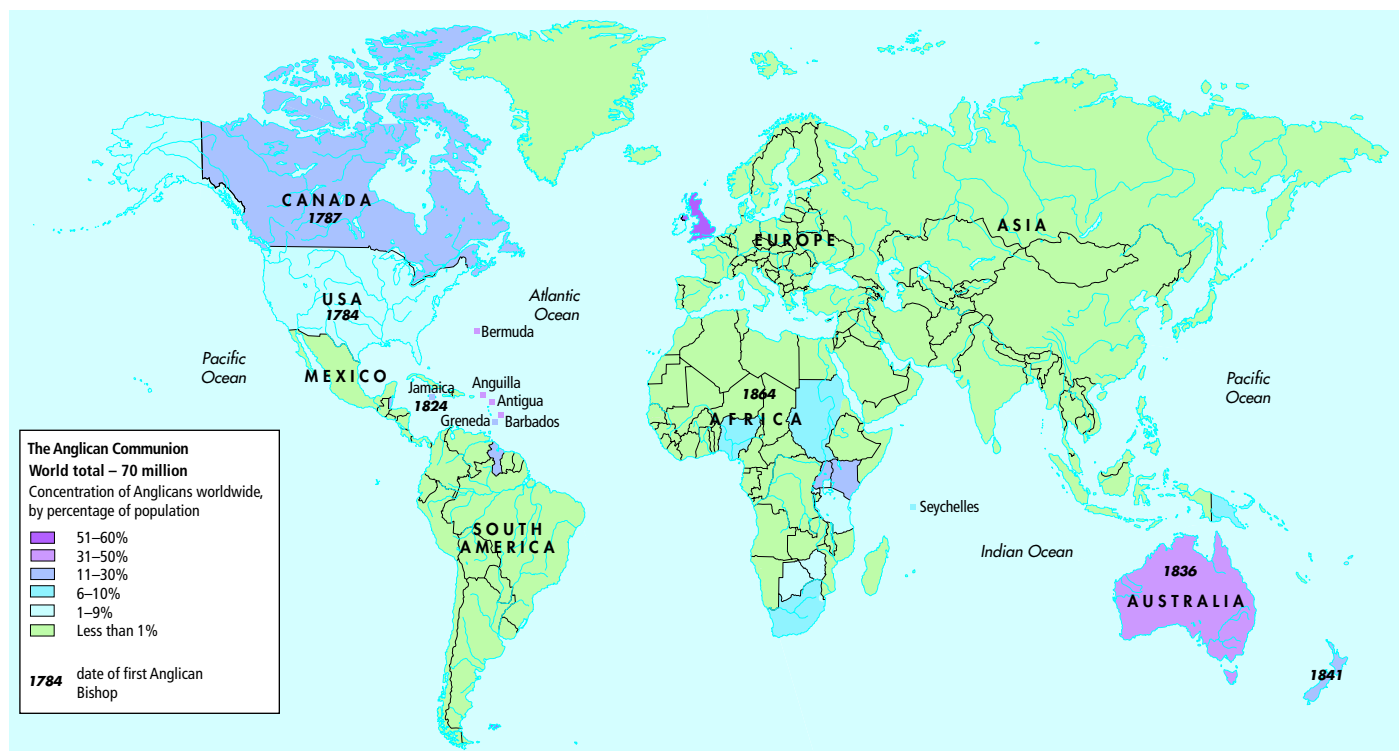 CANADA
1787
USA
1784
MEXICO
Atlantic
Ocean
Bermuda
Pacific
Ocean
Jamaica
1824
Anguilla
Antigua
Greneda
Barbados
SOUTH
AMERICA
EUROPE
ASIA
1864
AFRICA
Seychelles
Indian Ocean
Pacific
Ocean
1836
AUSTRALIA
1841
The Anglican Communion
World total – 70 million
Concentration of Anglicans worldwide,
by percentage of population
51–60%
31–50%
11–30%
6–10%
1–9%
Less than 1%
1784 date of first Anglican
Bishop